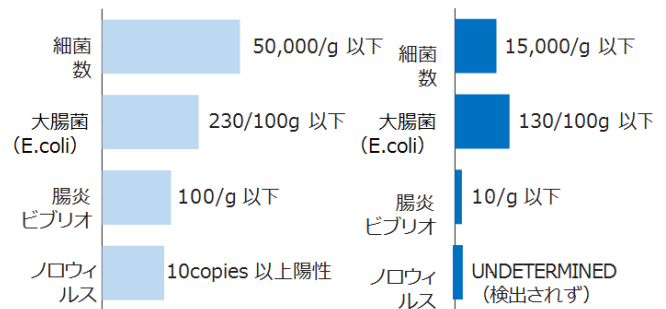 細菌
数
50,000/g 以下
大腸菌
（E.coli）
230/100g 以下
腸炎
ビブリオ
100/g 以下
ノロウィ
ルス
10copies 以上陽性
細菌
数
15,000/g 以下
大腸菌
（E.coli）
130/100g 以下
腸炎
ビブリオ
10/g 以下
ノロウィ
ルス
UNDETERMINED
（検出されず）